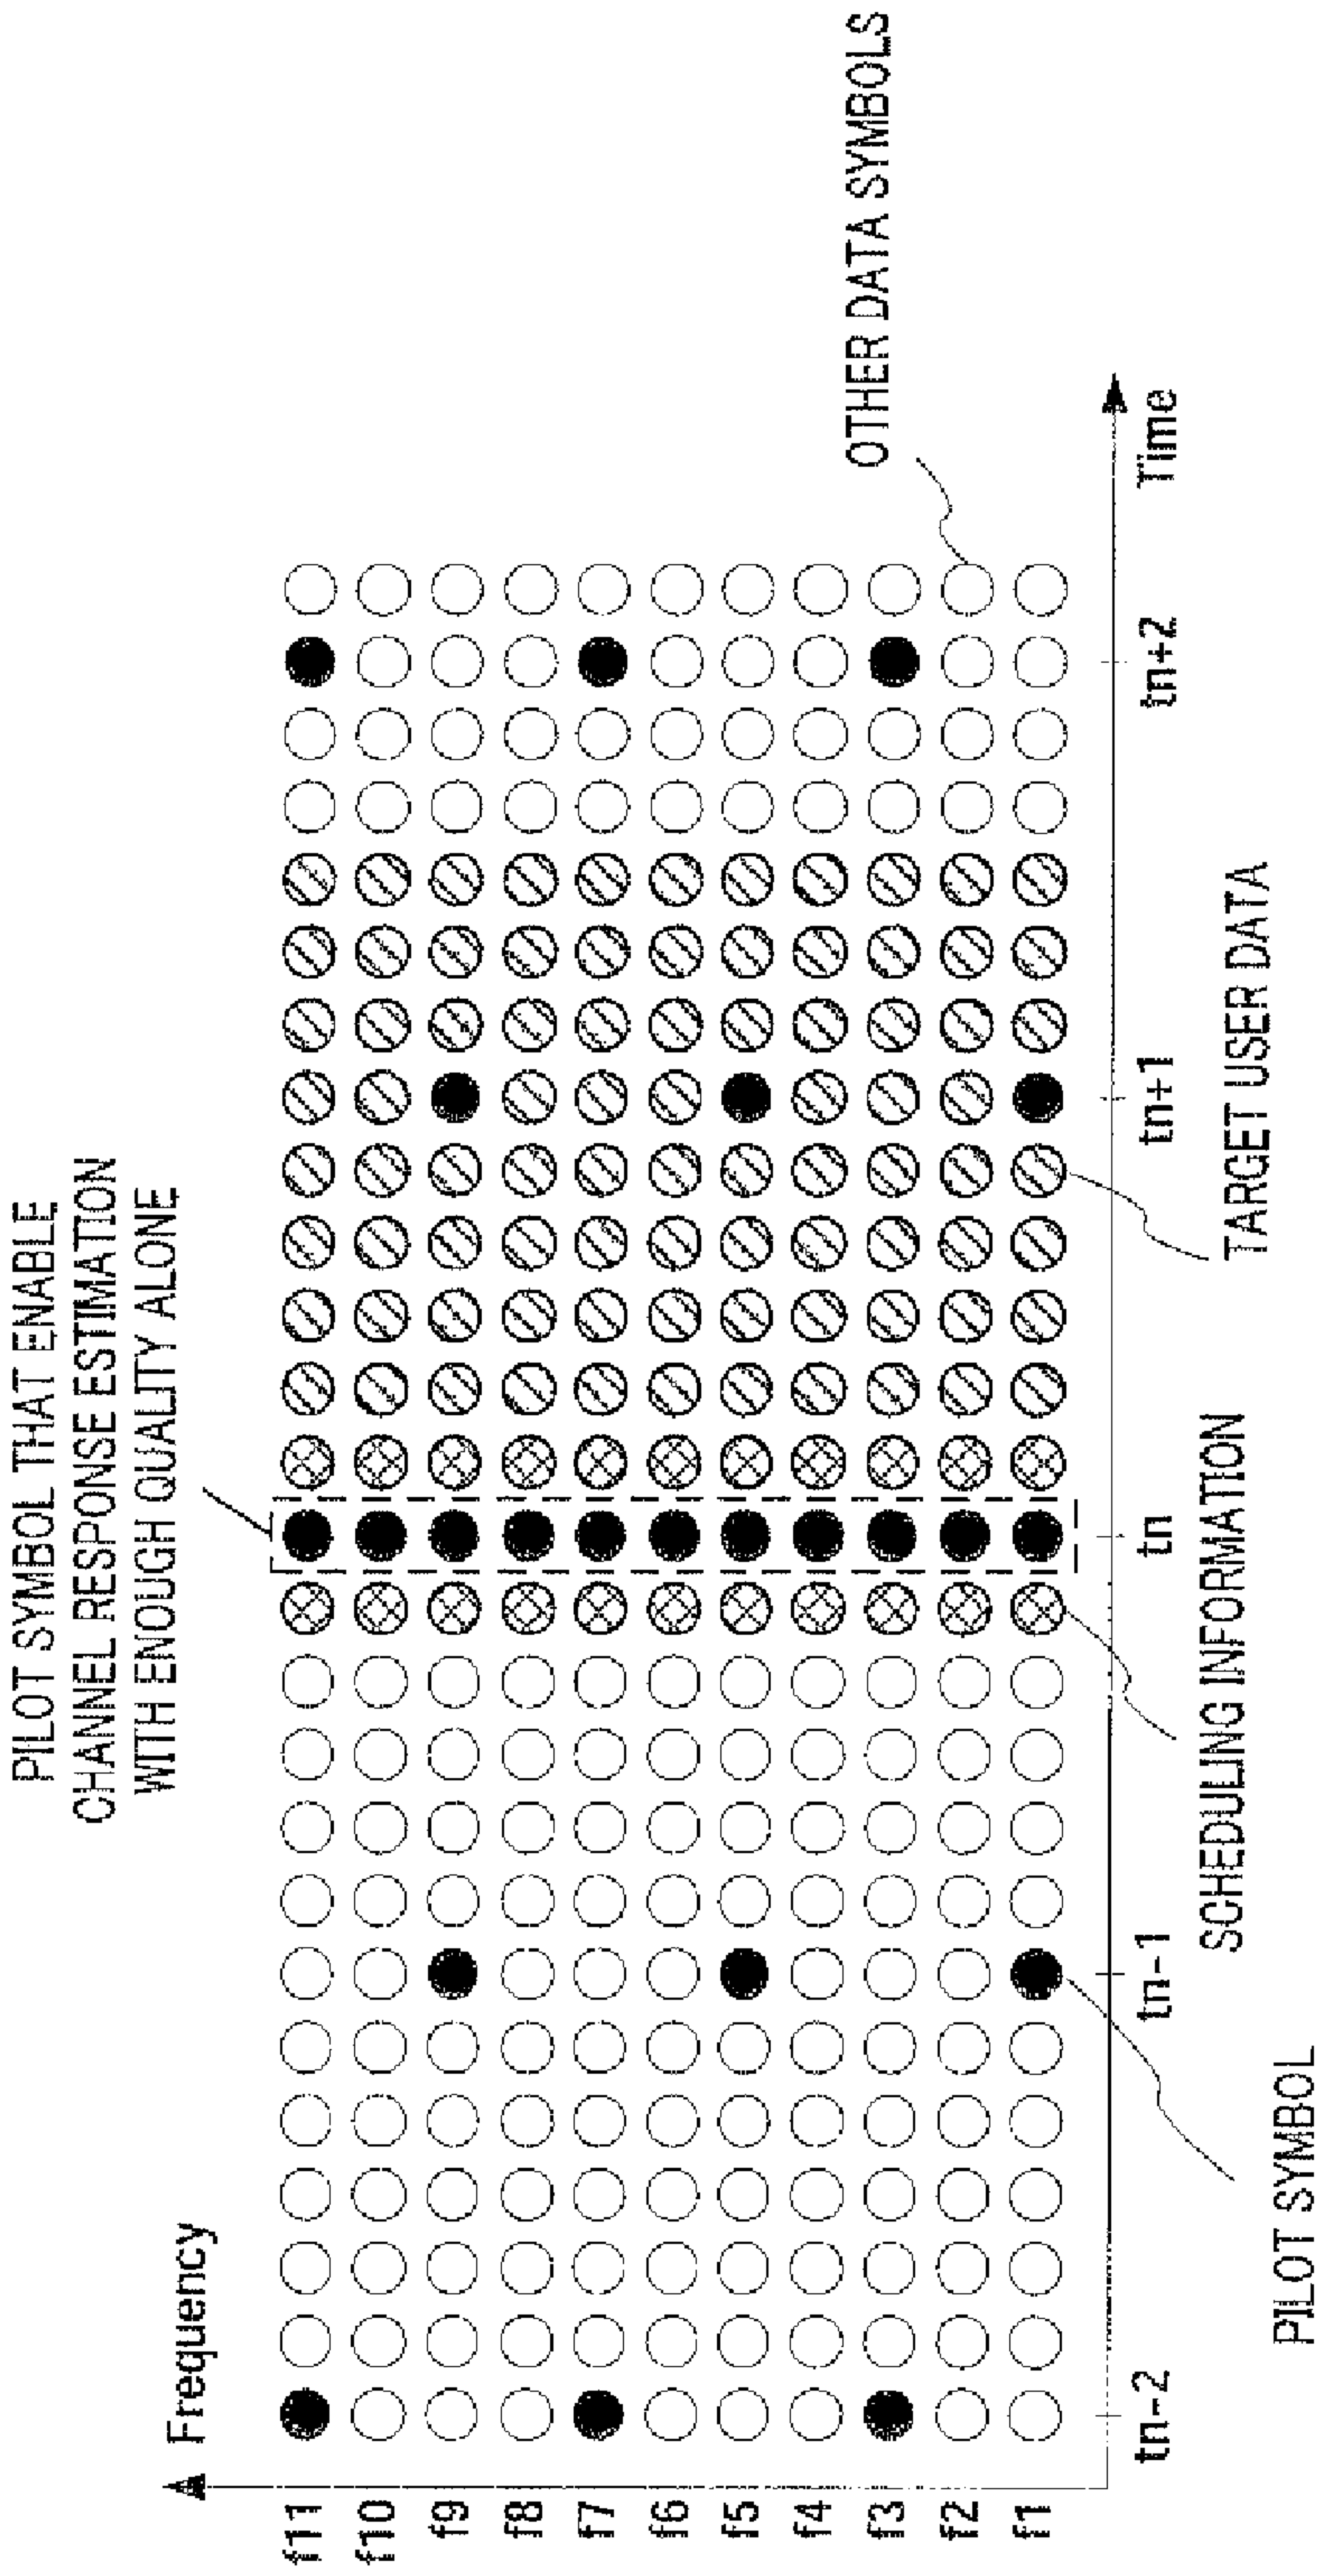 PILOT SYMBOL THAT ENABLE
CHANNEL RESPONSE ESTIMATION
WITH ENOUGH QUALITY ALONE
Frequency
f11
f10
f9
f8
f7
f6
f5
f4
f3
f2
f1
OTHER DATA SYMBOLS
tn-2
tn-1
tn
tn+1
tn+2
Time
PILOT SYMBOL
SCHEDULING INFORMATION
TARGET USER DATA